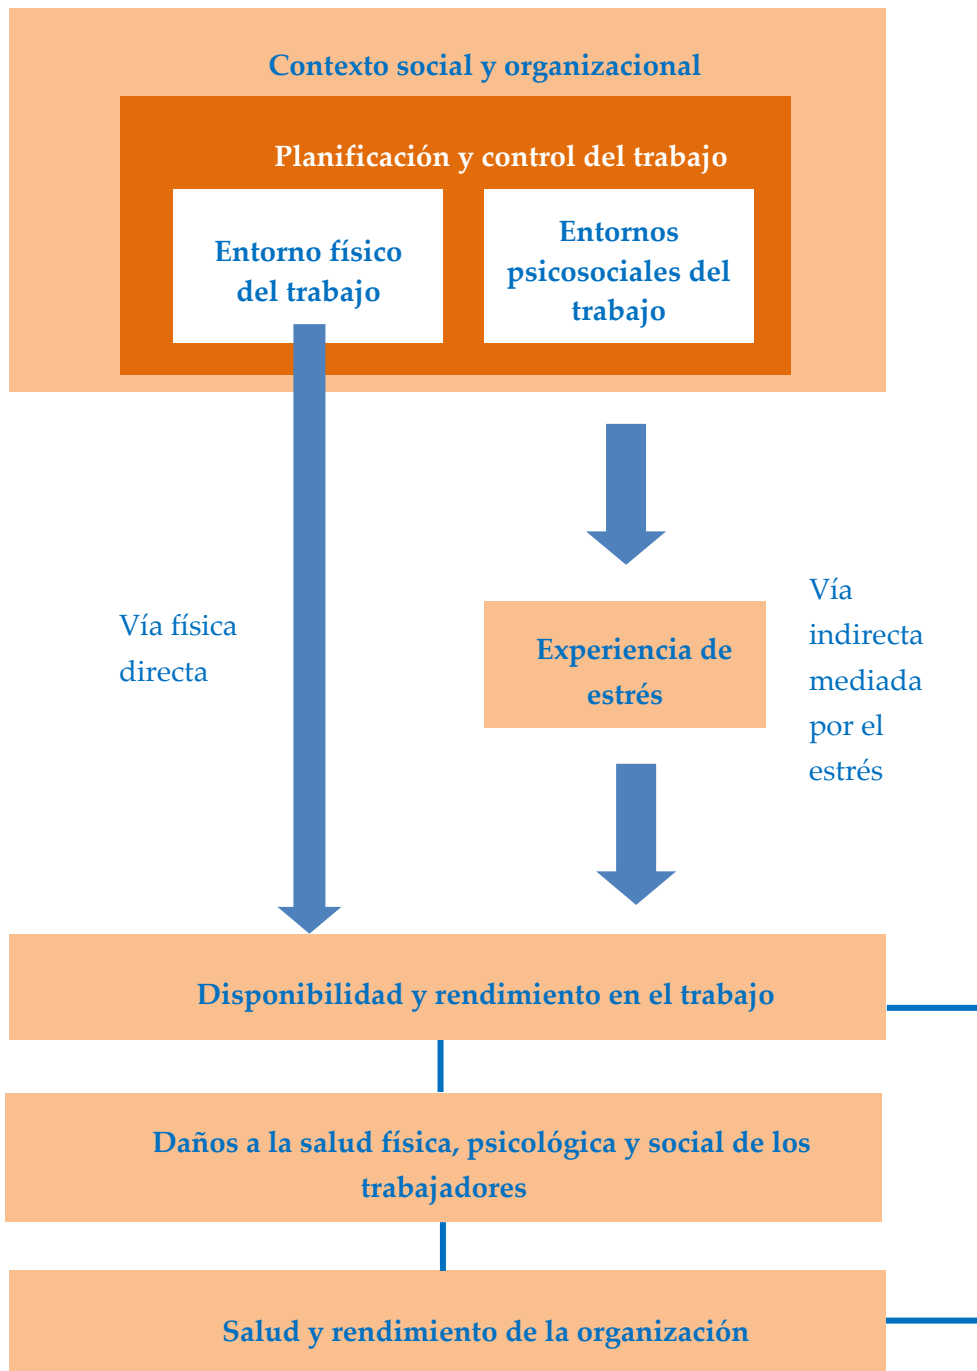 Contexto social y organizacional
Planificación y control del trabajo
Entorno físico
del trabajo
Entornos
psicosociales del
trabajo
Vía física
directa
Experiencia de
estrés
Vía
indirecta
mediada
por el
estrés
Disponibilidad y rendimiento en el trabajo
Daños a la salud física, psicológica y social de los
trabajadores
Salud y rendimiento de la organización